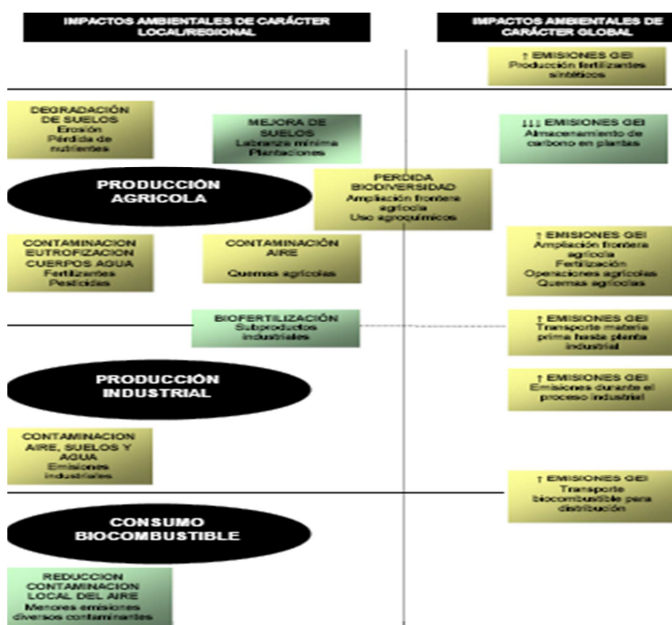 IMPACTOS AMBIENTALES DE CARÁCTER
LOCAL/REGIONAL
IMPACTOS AMBIENTALES DE
CARÁCTER GLOBAL
↑ EMISIONES GEI
Producción fertilizantes
sintéticos
DEGRADACIÓN
DE SUELOS
Erosión
Pérdida de
nutrientes
MEJORA DE
SUELOS
Labranza mínima
Plantaciones
↓↓↓ EMISIONES GEI
Almacenamiento de
carbono en plantas
PRODUCCIÓN
AGRICOLA
PERDIDA
BIODIVERSIDAD
Ampliación frontera
agrícola
Uso agroquímicos
CONTAMINACION
EUTROFIZACION
CUERPOS AGUA
Fertilizantes
Pesticidas
CONTAMINACIÓN
AIRE
Quemas agrícolas
↑ EMISIONES GEI
Ampliación frontera
agrícola
Fertilización
Operaciones agrícolas
Quemas agrícolas
BIOFERTILIZACIÓN
Subproductos
industriales
↑ EMISIONES GEI
Transporte materia
prima hasta planta
industrial
PRODUCCIÓN
INDUSTRIAL
↑ EMISIONES GEI
Emisiones durante el
proceso industrial
CONTAMINACION
AIRE, SUELOS Y
AGUA
Emisiones
industriales
↑ EMISIONES GEI
Transporte
biocombustible para
distribución
CONSUMO
BIOCOMBUSTIBLE
REDUCCION
CONTAMINACION
LOCAL DEL AIRE
Menores emisiones
diversos contaminantes